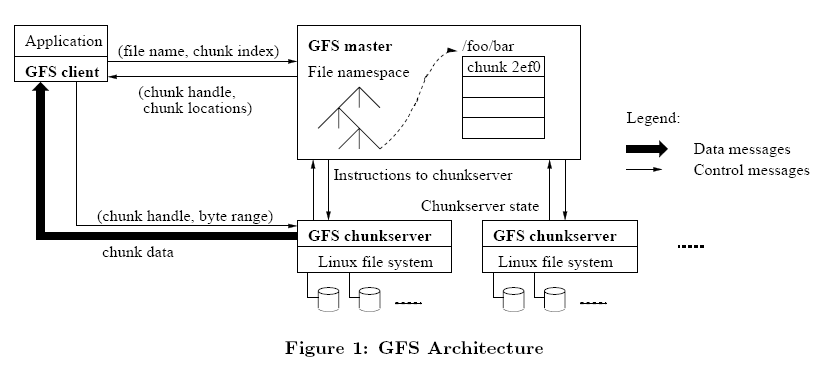 Application
GFS client
(file name, chunk index)
(chunk handle,
chunk locations)
GFS master
File namespace
/foo/bar
chunk 2ef0
Legend:
Data messages
Control messages
Instructions to chunkserver
Chunkserver state
(chunk handle, byte range)
chunk data
GFS chunkserver
Linux file system
GFS chunkserver
Linux file system
Figure 1: GFS Architecture